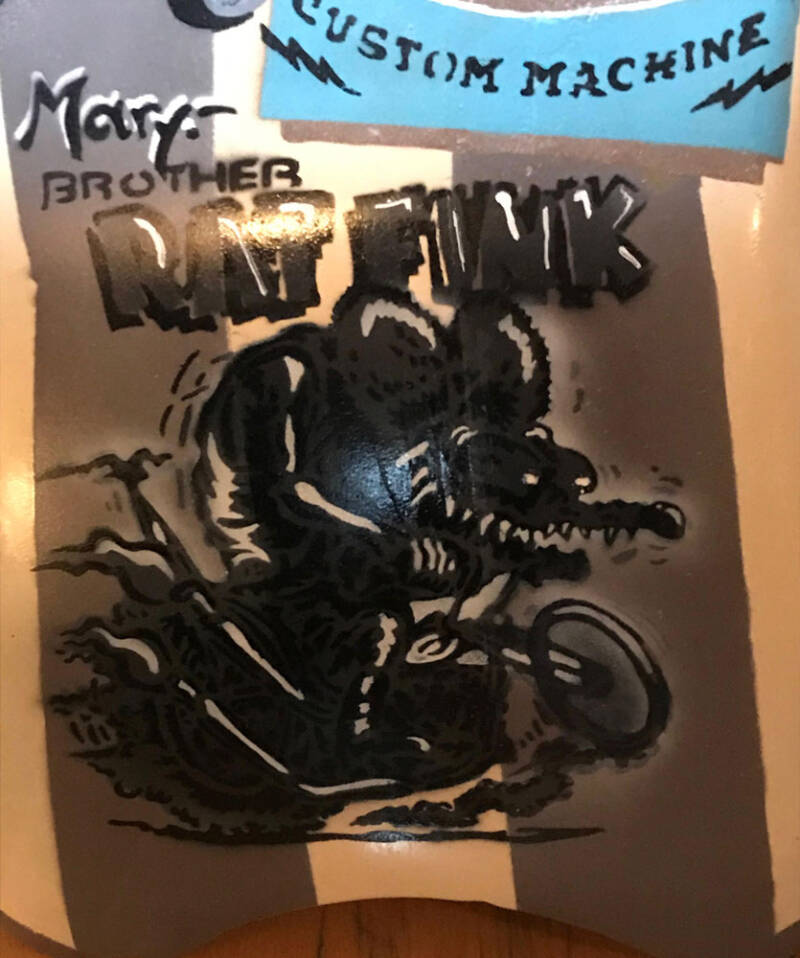 CUSTOM MACHINE
Mary.-
BROTHER
RAT FINK